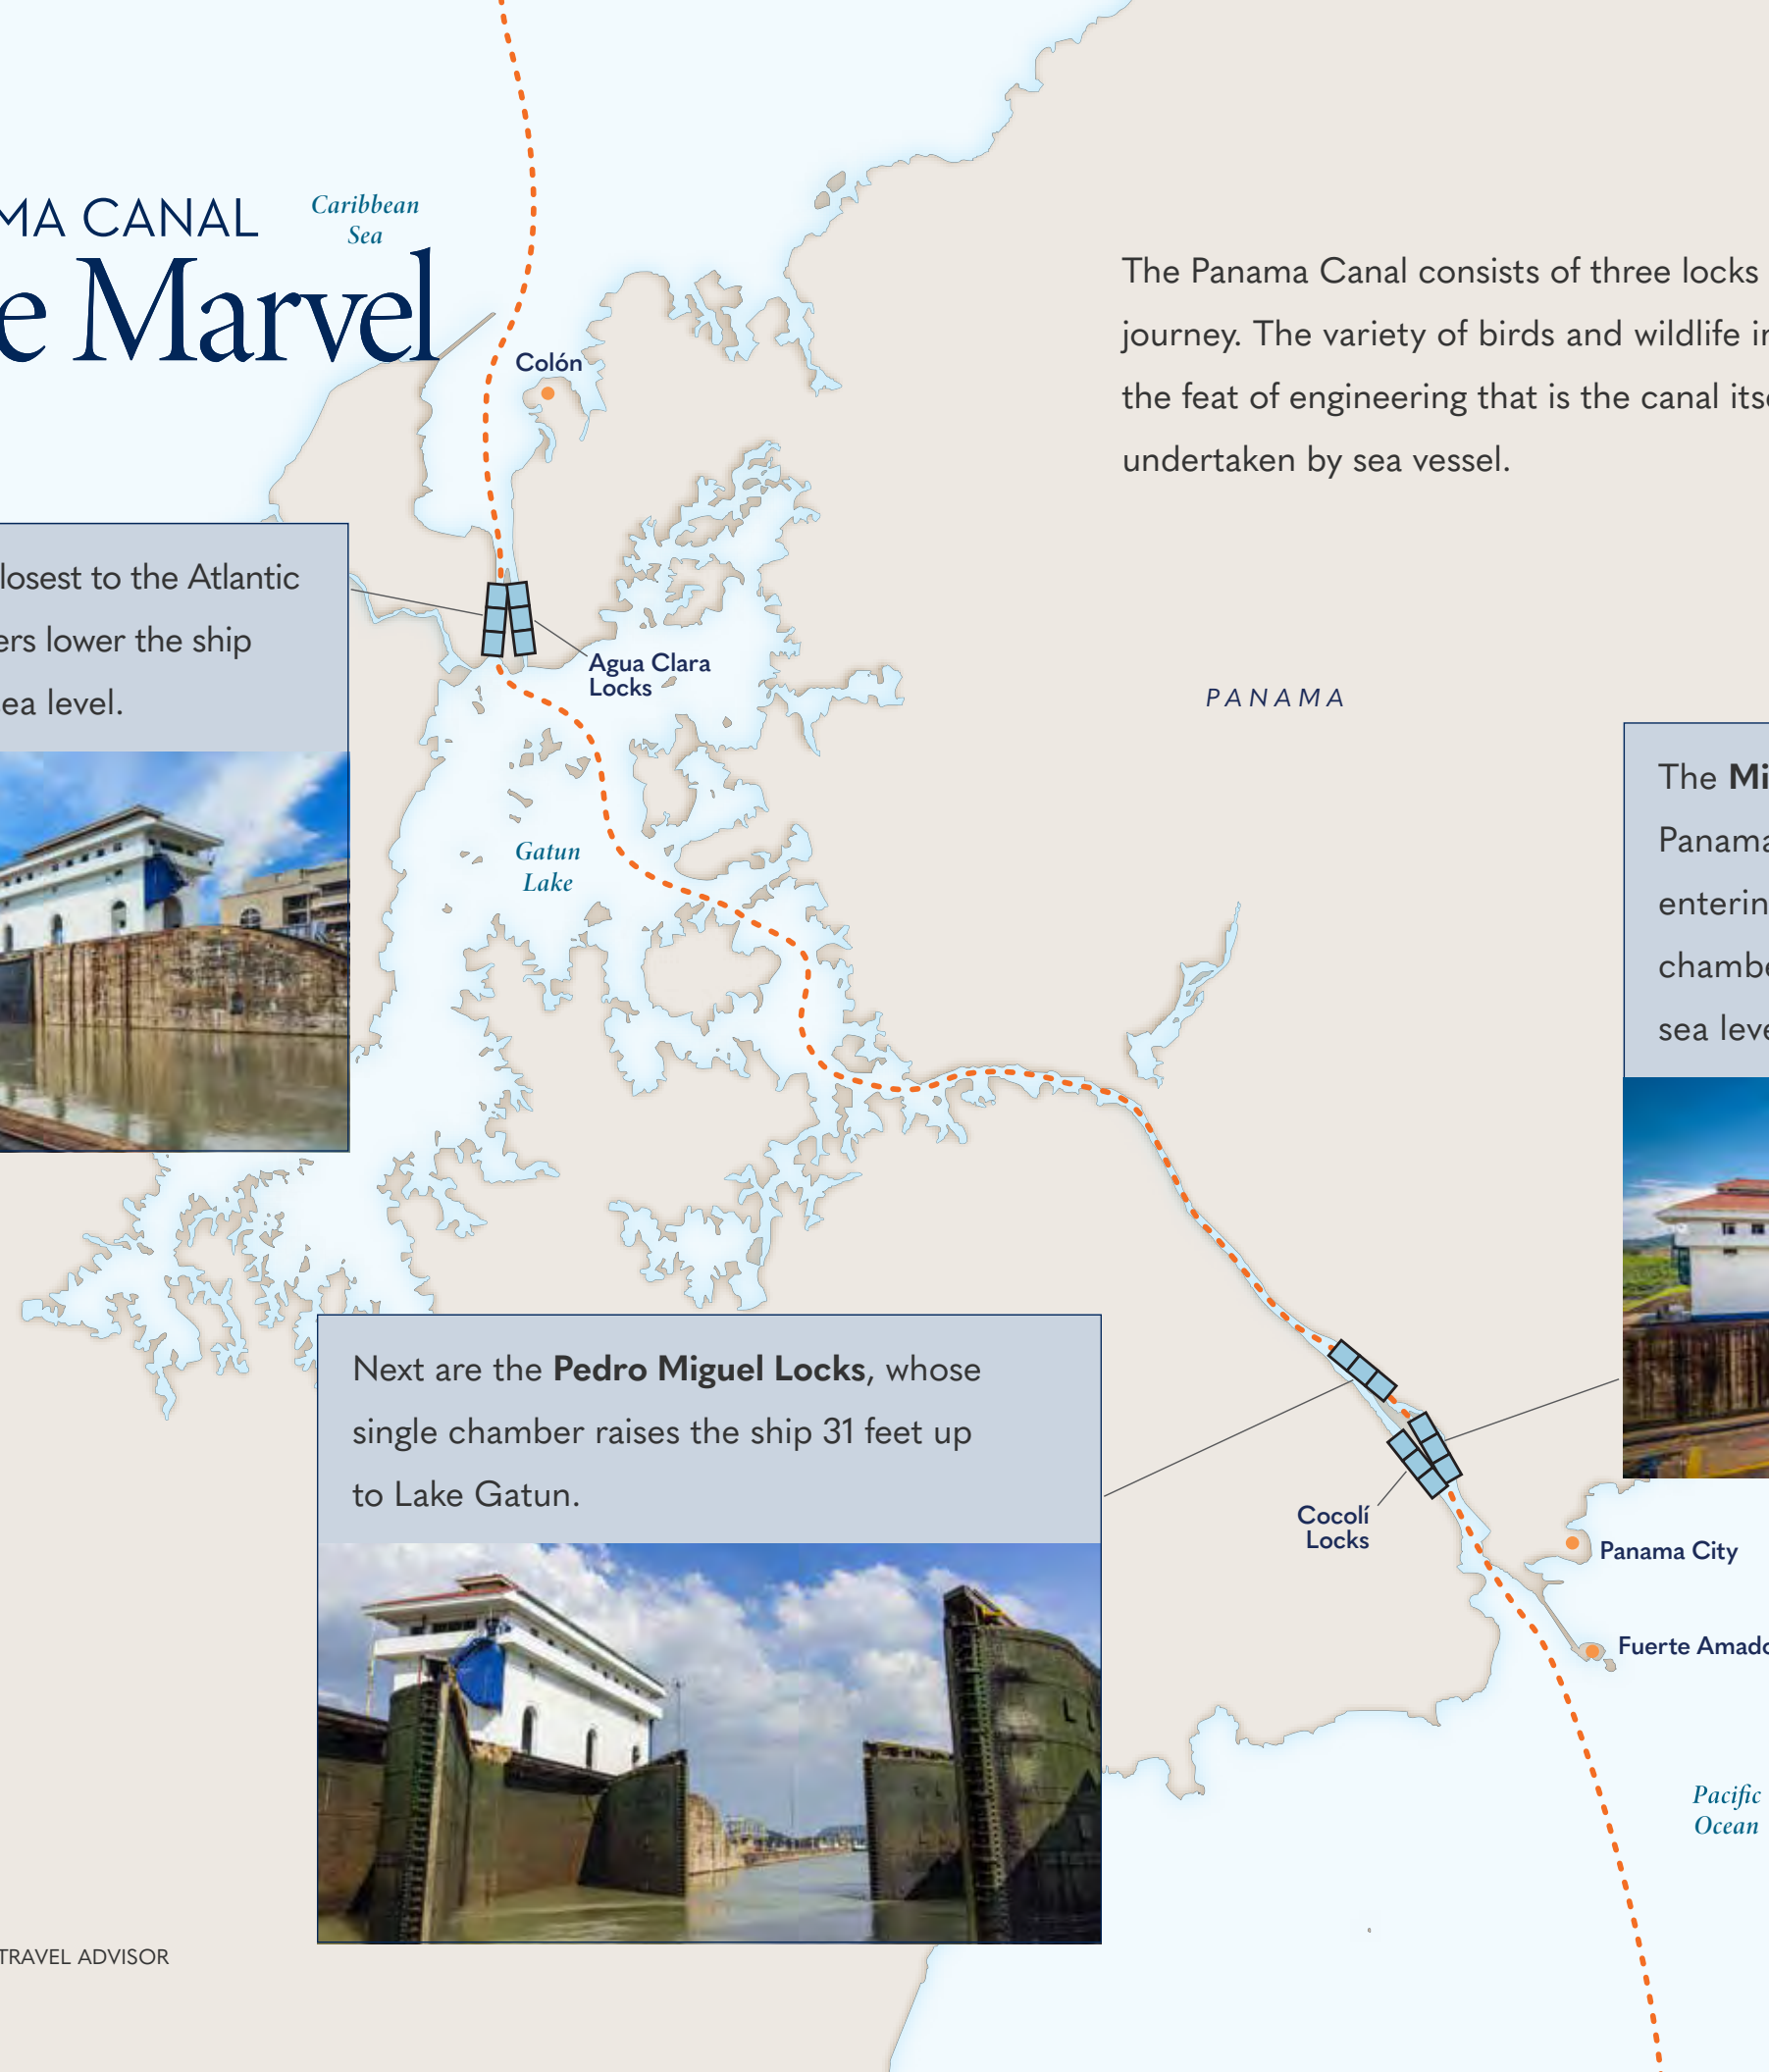 MA CANAL
e Marvel
Caribbean
Sea
The Panama Canal consists of three locks
journey. The variety of birds and wildlife in
the feat of engineering that is the canal itse
undertaken by sea vessel.
Colón
losest to the Atlantic
ers lower the ship
ea level.
Agua Clara
Locks
PANAMA
The Mi
Panama
enterin
chambe
sea leve
Gatun
Lake
Next are the Pedro Miguel Locks, whose
single chamber raises the ship 31 feet up
to Lake Gatun.
Cocolí
Locks
Panama City
Fuerte Amado
Pacific
Ocean
TRAVEL ADVISOR